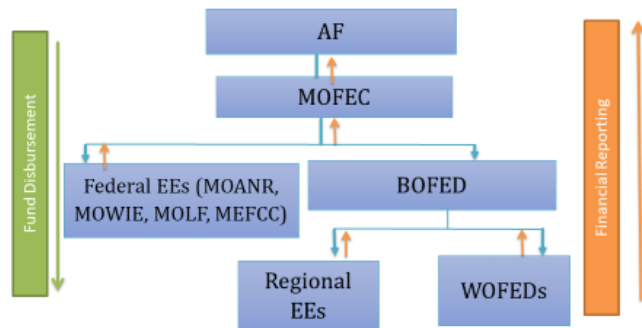 AF
MOFEC
Federal EEs (MOANR,
MOWIE, MOLF, MEFCC)
BOFED
Regional
EEs
WOFEDs
Fund Disbursement
Financial Reporting